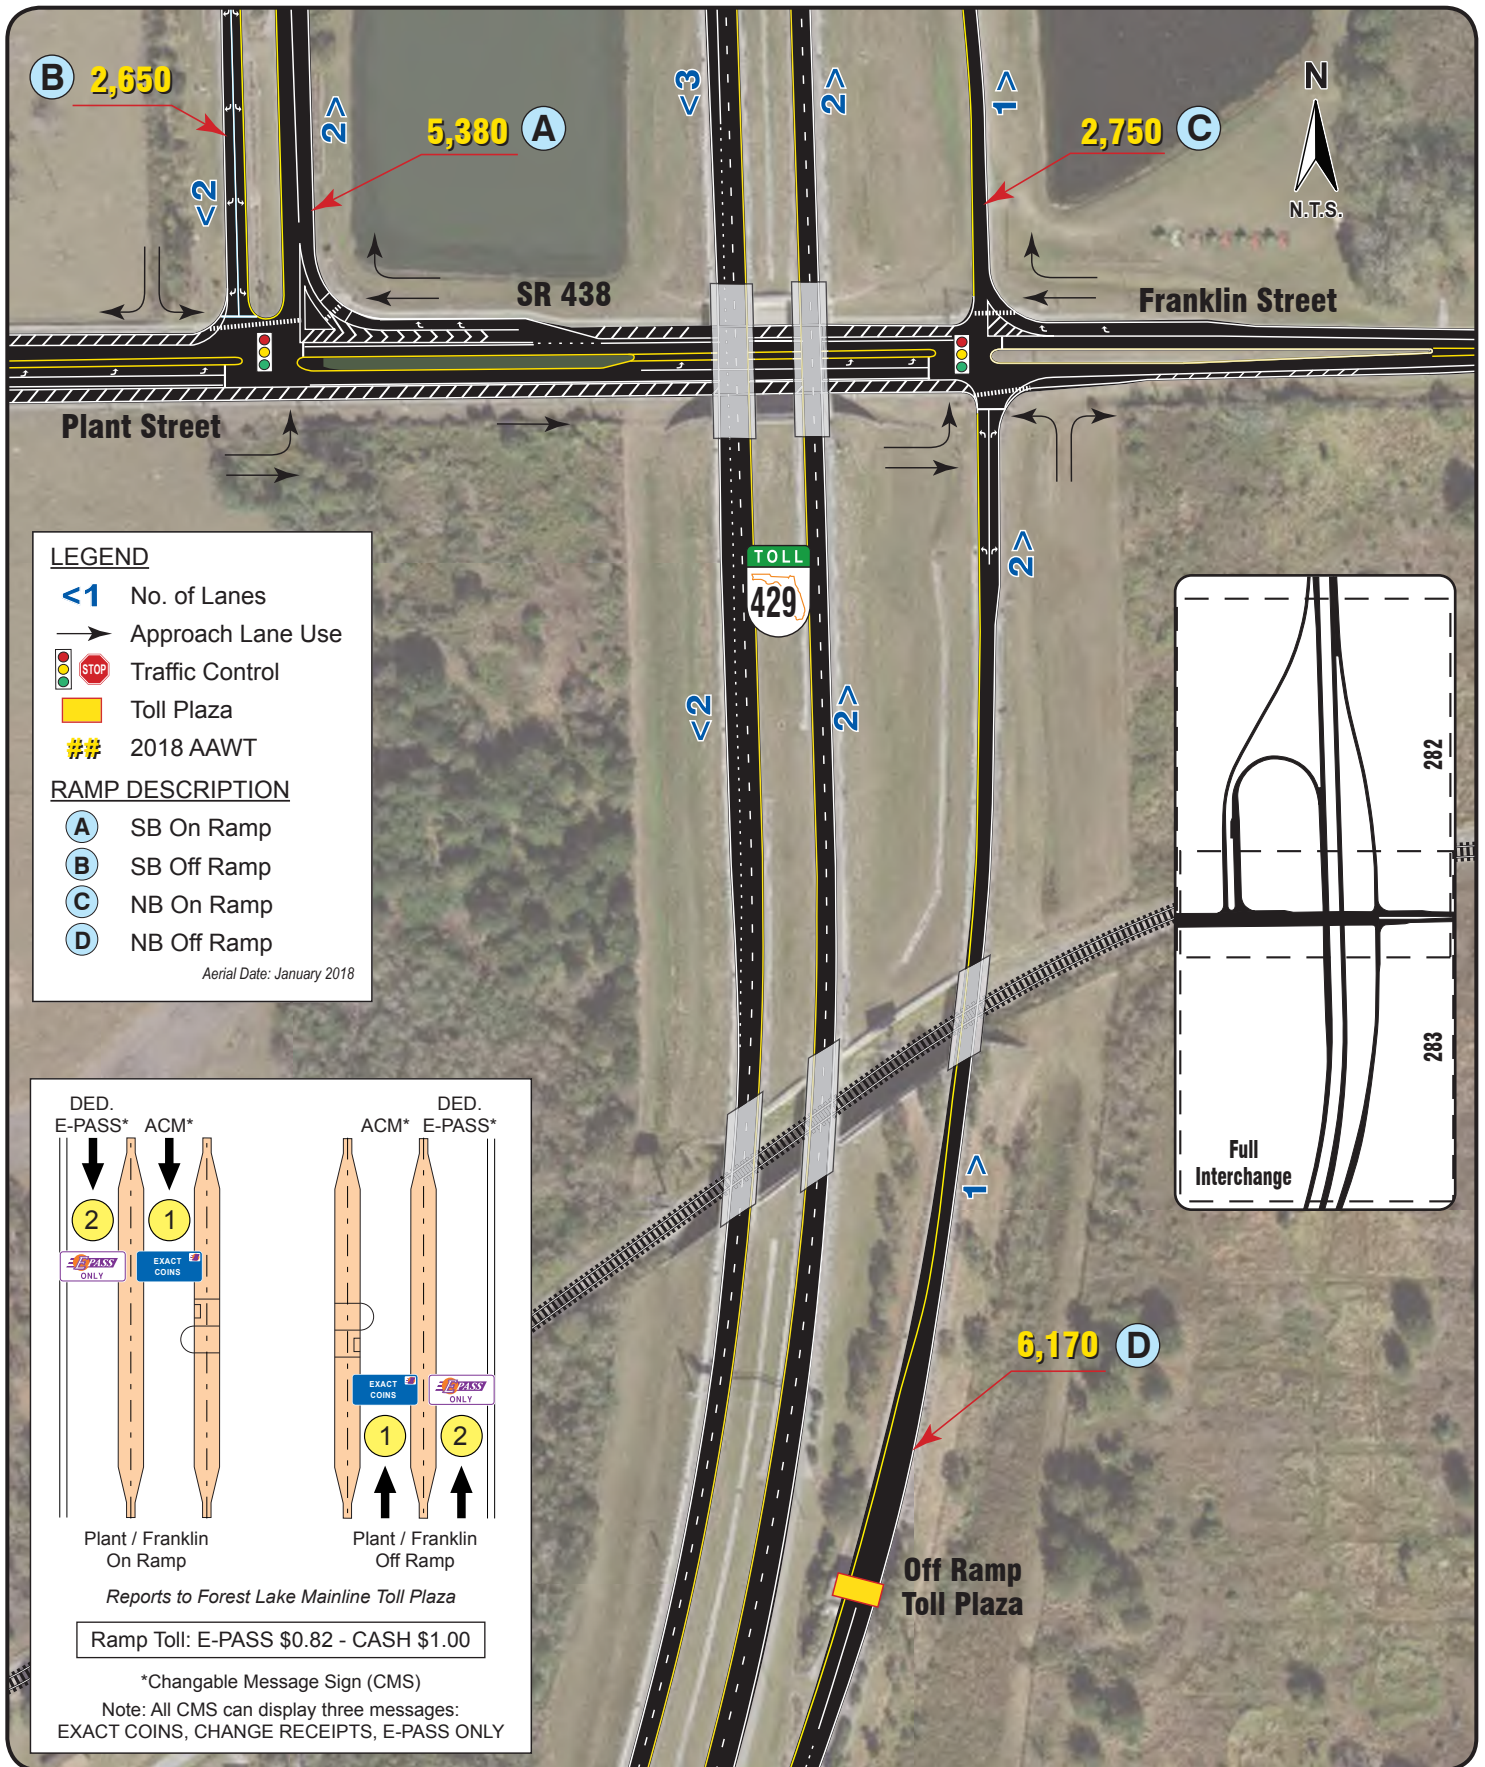 B 2,650
<3
2>
1>
N
2>
5,380 A
2,750 C
<2
N.T.S.
SR 438
Franklin Street
Plant Street
LEGEND
<1 No. of Lanes
Approach Lane Use
STOP Traffic Control
Toll Plaza
## 2018 AAWT
RAMP DESCRIPTION
A SB On Ramp
B SB Off Ramp
C NB On Ramp
D NB Off Ramp
Aerial Date: January 2018
TOLL
429
2>
<2
2>
282
283
Full
Interchange
1>
DED.
E-PASS* ACM*
2 1
E-PASS
ONLY
EXACT
COINS
DED.
ACM* E-PASS*
EXACT
COINS
E-PASS
ONLY
1 2
Plant / Franklin
On Ramp
Plant / Franklin
Off Ramp
Reports to Forest Lake Mainline Toll Plaza
Ramp Toll: E-PASS $0.82 - CASH $1.00
*Changable Message Sign (CMS)
Note: All CMS can display three messages:
EXACT COINS, CHANGE RECEIPTS, E-PASS ONLY
6,170 D
Off Ramp
Toll Plaza